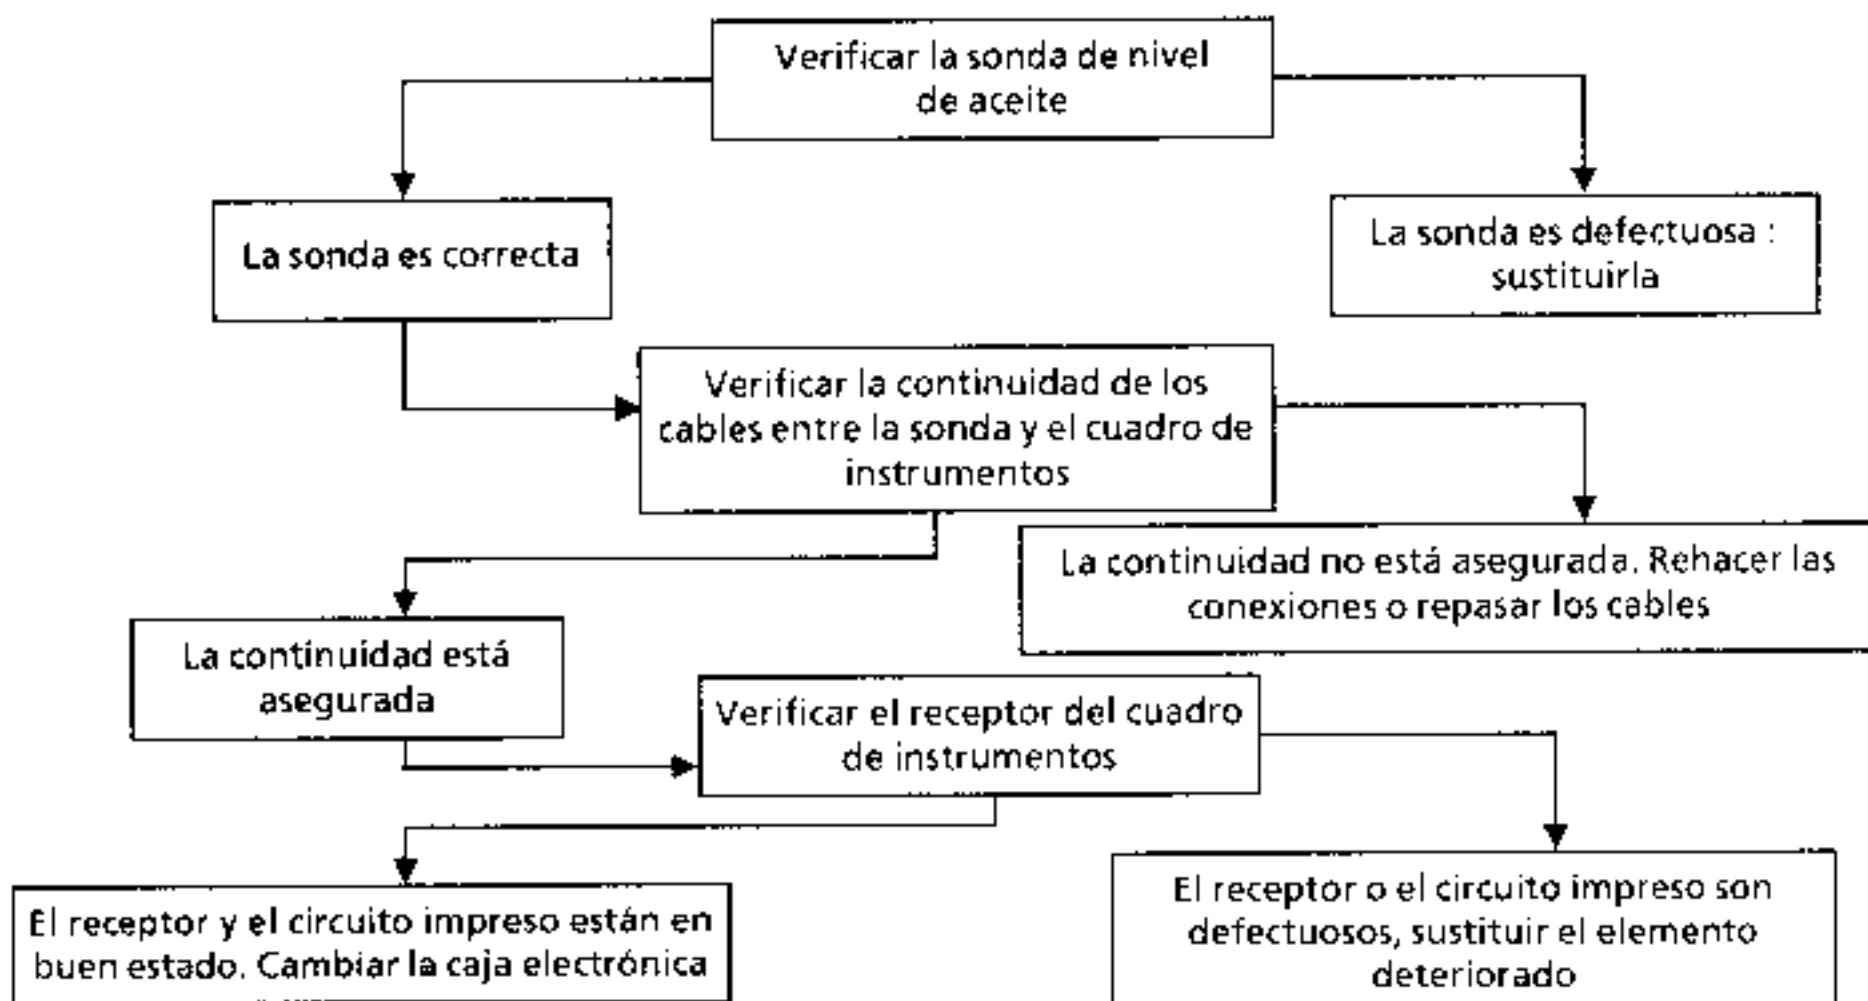 Verificar la sonda de nivel
de aceite
La sonda es correcta
La sonda es defectuosa :
sustituirla
Verificar la continuidad de los
cables entre la sonda y el cuadro de
instrumentos
La continuidad no está asegurada. Rehacer las
conexiones o repasar los cables
La continuidad está
asegurada
Verificar el receptor del cuadro
de instrumentos
El receptor y el circuito impreso están en
buen estado. Cambiar la caja electrónica
El receptor o el circuito impreso son
defectuosos, sustituir el elemento
deteriorado